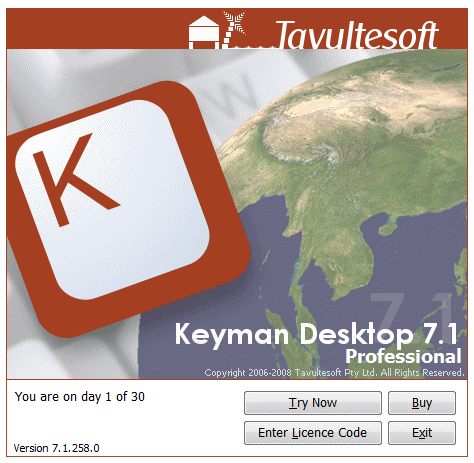 Tavultesoft
K
W
7.1
Keyman Desktop 7.1
Professional
Copyright 2006-2008 Tavultesoft Pty Ltd. All Rights Reserved.
You are on day 1 of 30
Try Now
Buy
Enter Licence Code
Exit
Version 7.1.258.0